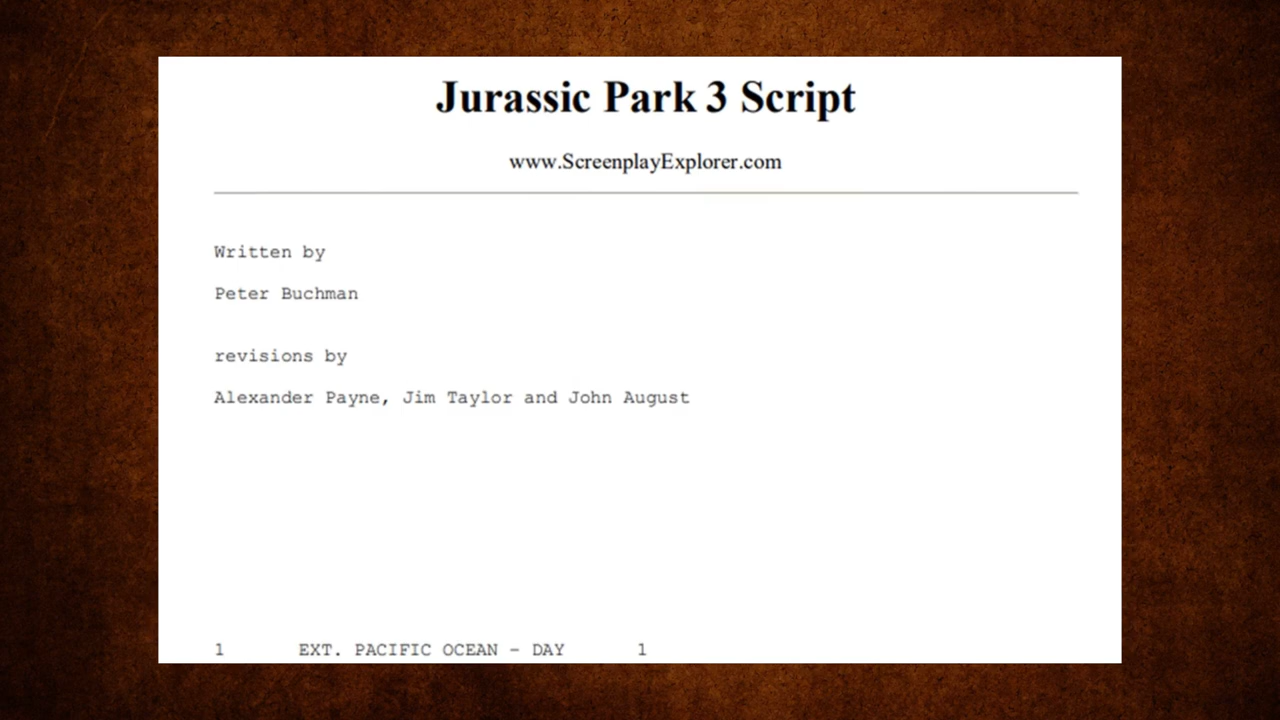 Jurassic Park 3 Script
www.ScreenplayExplorer.com
Written by
Peter Buchman
revisions by
Alexander Payne, Jim Taylor and John August
1 EXT. PACIFIC OCEAN - DAY 1